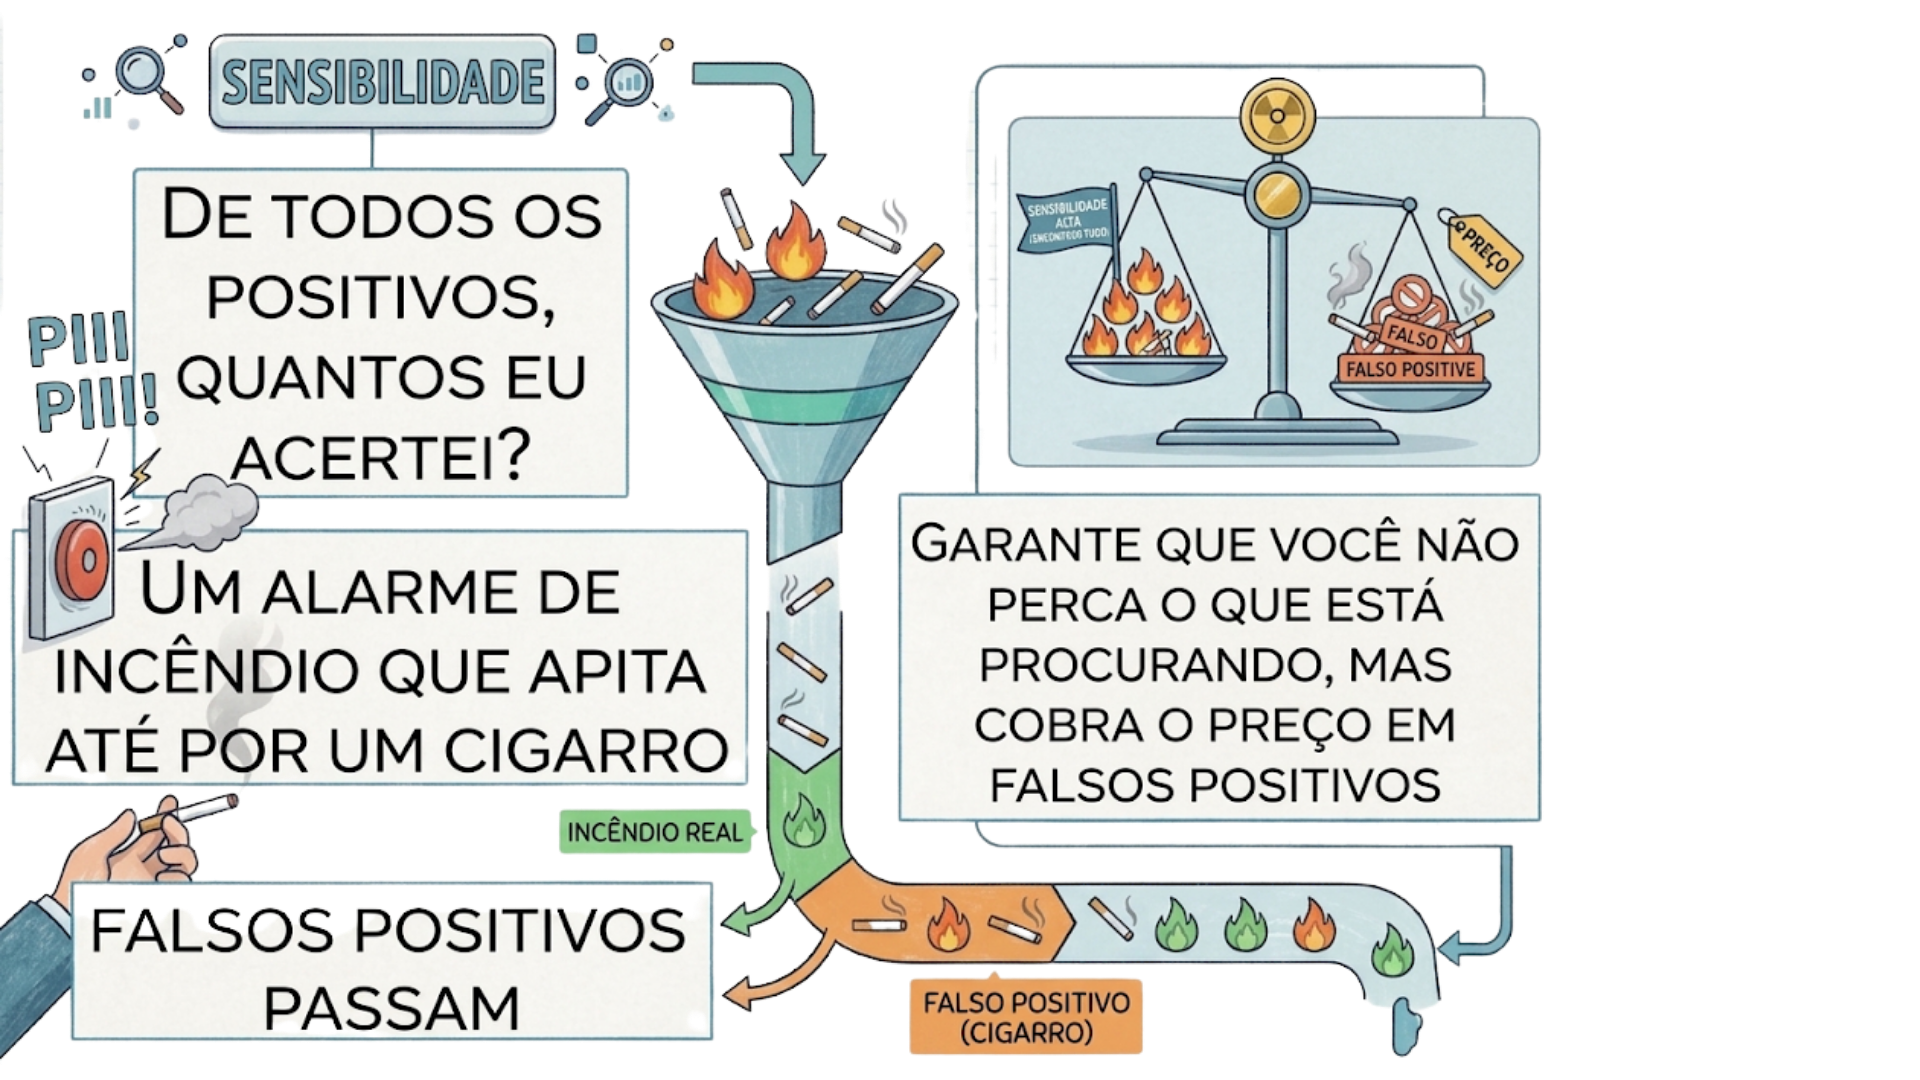 SENSIBILIDADE
DE TODOS OS
POSITIVOS,
QUANTOS EU
ACERTEI?
PIII
PIII!
UM ALARME DE
INCÊNDIO QUE APITA
ATÉ POR UM CIGARRO
FALSOS POSITIVOS
PASSAM
INCÊNDIO REAL
FALSO POSITIVO
(CIGARRO)
SENSIBILIDADE
ALTA
TUDO)
PREÇO
FALSO
FALSO POSITIVE
GARANTE QUE VOCÊ NÃO
PERCA O QUE ESTÁ
PROCURANDO, MAS
COBRA O PREÇO EM
FALSOS POSITIVOS